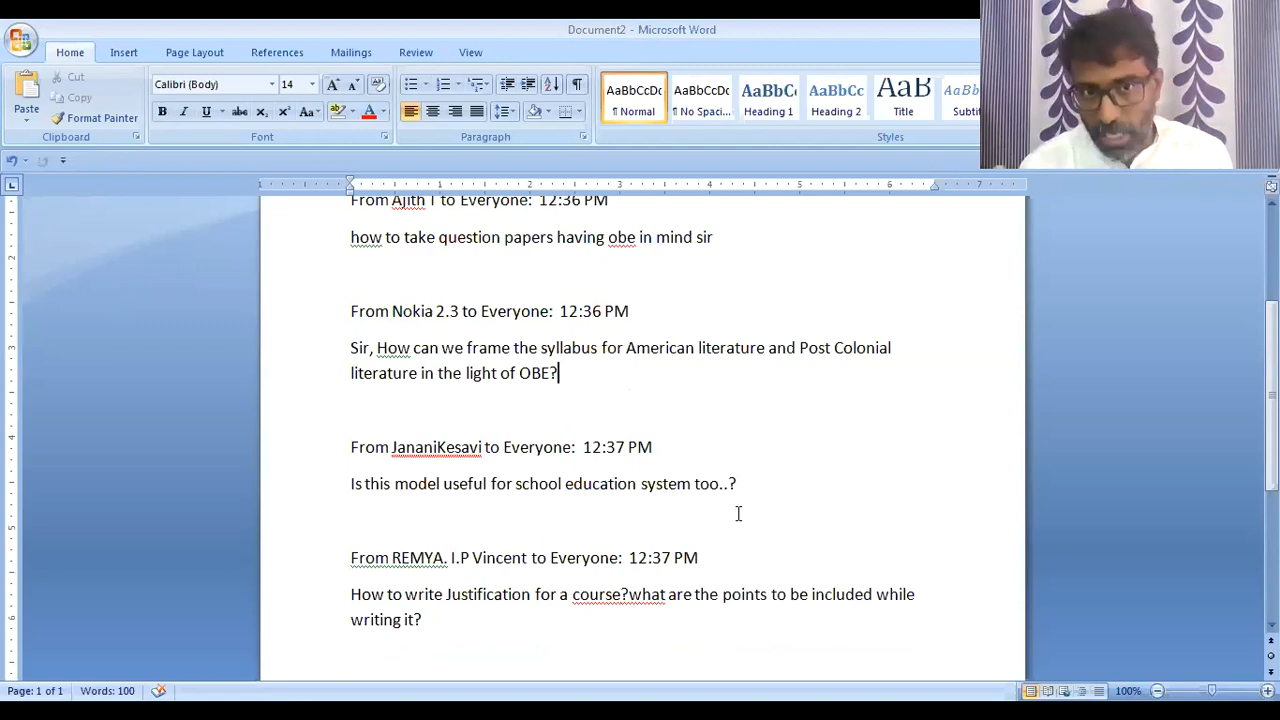 Document2 - Microsoft Word
Home Insert Page Layout References Mailings Review View
Cut
Copy
Format Painter
Paste
Calibri (Body) 14
AaBbCcDc AaBbCcDc AaBbC AaBbCc AaB
¶ Normal ¶ No Spaci... Heading 1 Heading 2 Title Subtit
Clipboard Font Paragraph Styles
From Ajith T to Everyone: 12:36 PM
how to take question papers having obe in mind sir
From Nokia 2.3 to Everyone: 12:36 PM
Sir, How can we frame the syllabus for American literature and Post Colonial
literature in the light of OBE?
From JananiKesavi to Everyone: 12:37 PM
Is this model useful for school education system too..?
From REMYA. I.P Vincent to Everyone: 12:37 PM
How to write Justification for a course?what are the points to be included while
writing it?
Page: 1 of 1 Words: 100 100%